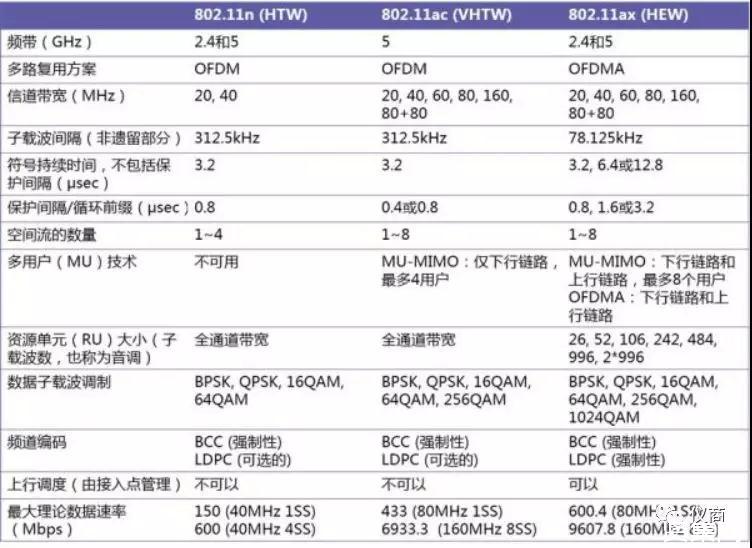 802.11n (HTW) 802.11ac (VHTW) 802.11ax (HEW)
频带（GHz） 2.4和5 5 2.4和5
多路复用方案 OFDM OFDM OFDMA
信道带宽（MHz） 20, 40 20, 40, 60, 80, 160, 20, 40, 60, 80, 160,
80+80 80+80
子载波间隔（非遗留部分） 312.5kHz 312.5kHz 78.125kHz
符号持续时间，不包括保 3.2 3.2 3.2, 6.4或12.8
护间隔（μsec）
保护间隔/循环前缀（μsec） 0.8 0.4或0.8 0.8, 1.6或3.2
空间流的数量 1~4 1~8 1~8
多用户（MU）技术 不可用 MU-MIMO：仅下行链路， MU-MIMO：下行链路和
最多4用户 上行链路，最多8个用户
OFDMA：下行链路和上
行链路
资源单元（RU）大小（子 全通道带宽 全通道带宽 26, 52, 106, 242, 484,
载波数，也称为音调） 996, 2*996
数据子载波调制 BPSK, QPSK, 16QAM, BPSK, QPSK, 16QAM, BPSK, QPSK, 16QAM,
64QAM 64QAM, 256QAM 64QAM, 256QAM,
1024QAM
频道编码 BCC (强制性) BCC (强制性) BCC (强制性)
LDPC (可选的) LDPC (可选的) LDPC (强制性)
上行调度（由接入点管理） 不可以 不可以 可以
最大理论数据速率 150 (40MHz 1SS) 433 (80MHz 1SS) 600.4 (80MHz 1SS)
(Mbps) 600 (40MHz 4SS) 6933.3 (160MHz 8SS) 9607.8 (160MHz
仪商